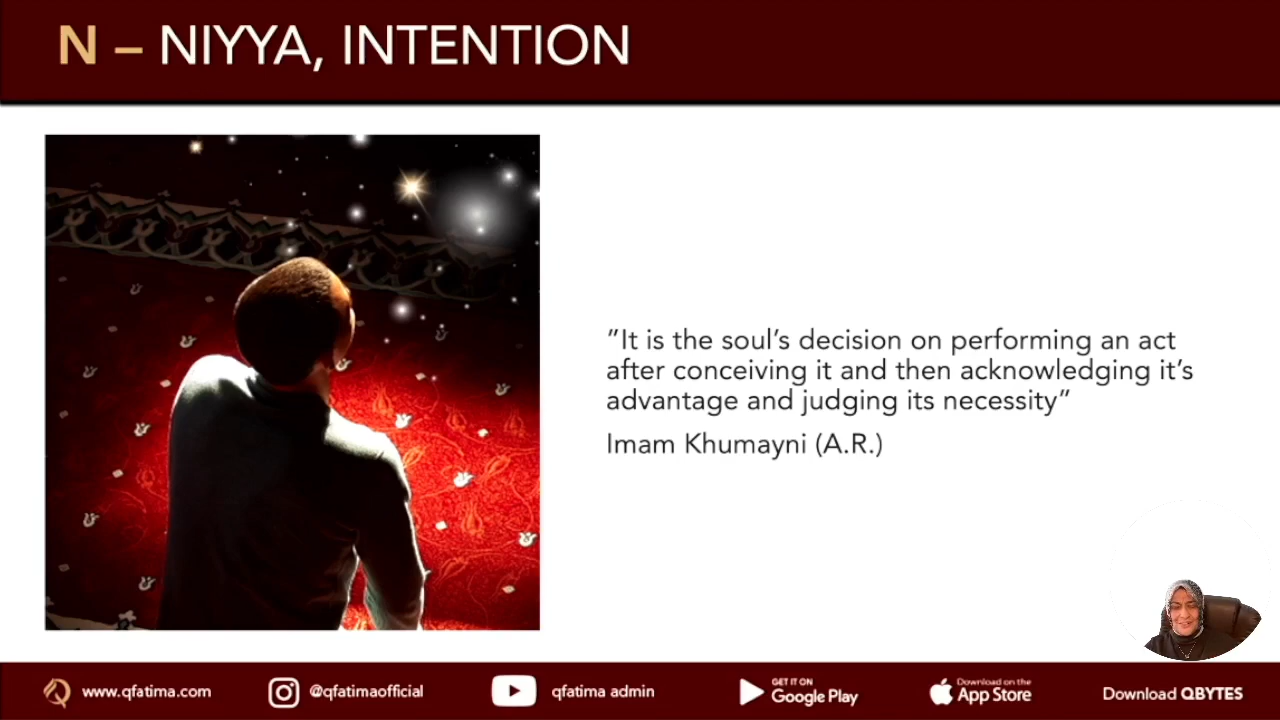 N – NIYYA, INTENTION
”It is the soul’s decision on performing an act
after conceiving it and then acknowledging it’s
advantage and judging its necessity”
Imam Khumayni (A.R.)
www.qfatima.com
@qfatimaofficial
qfatima admin
GET IT ON
Google Play
Download on the
App Store
Download QBYTES